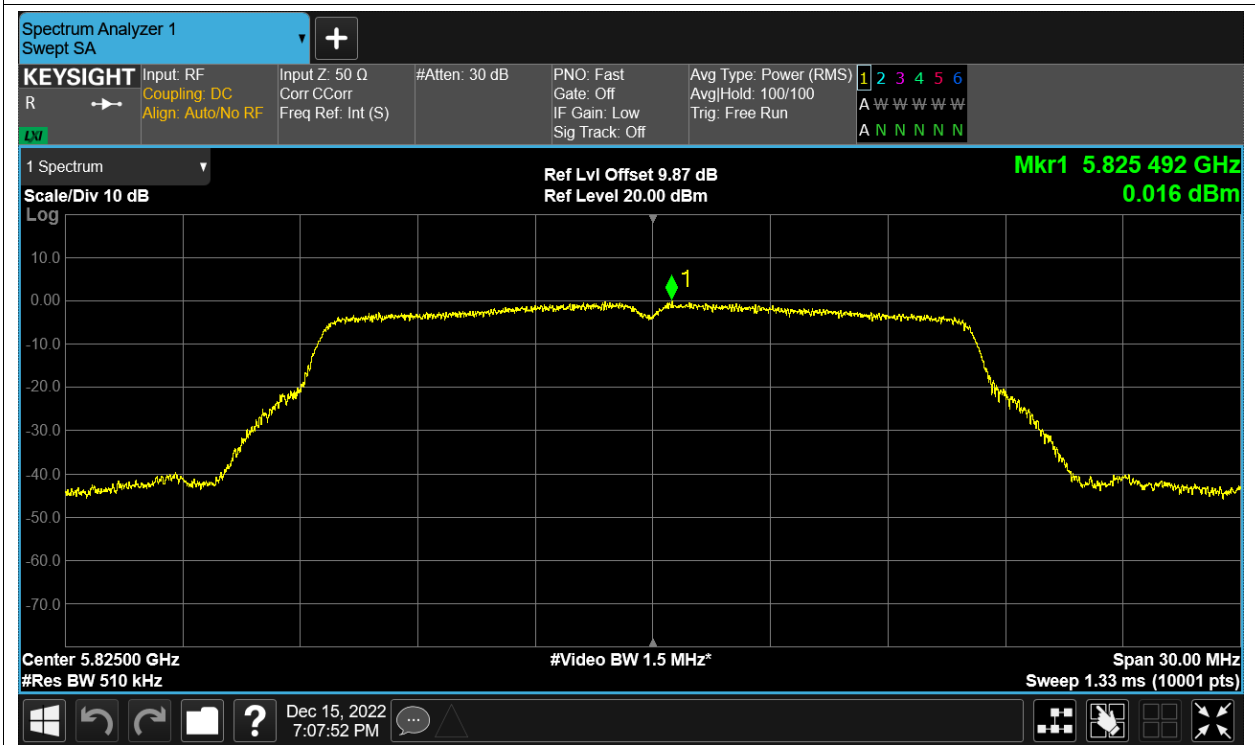 Spectrum Analyzer 1
Swept SA
+
KEYSIGHT
R
LXI
Input: RF
Coupling: DC
Align: Auto/No RF
Input Z: 50 Ω
Corr CCorr
Freq Ref: Int (S)
#Atten: 30 dB
PNO: Fast
Gate: Off
IF Gain: Low
Sig Track: Off
Avg Type: Power (RMS)
Avg|Hold: 100/100
Trig: Free Run
1 2 3 4 5 6
A W W W W W
A N N N N N
1 Spectrum
Scale/Div 10 dB
Log
Ref Lvl Offset 9.87 dB
Ref Level 20.00 dBm
Mkr1 5.825 492 GHz
0.016 dBm
1
10.0
0.00
-10.0
-20.0
-30.0
-40.0
-50.0
-60.0
-70.0
Center 5.82500 GHz
#Res BW 510 kHz
#Video BW 1.5 MHz*
Span 30.00 MHz
Sweep 1.33 ms (10001 pts)
?
Dec 15, 2022
7:07:52 PM